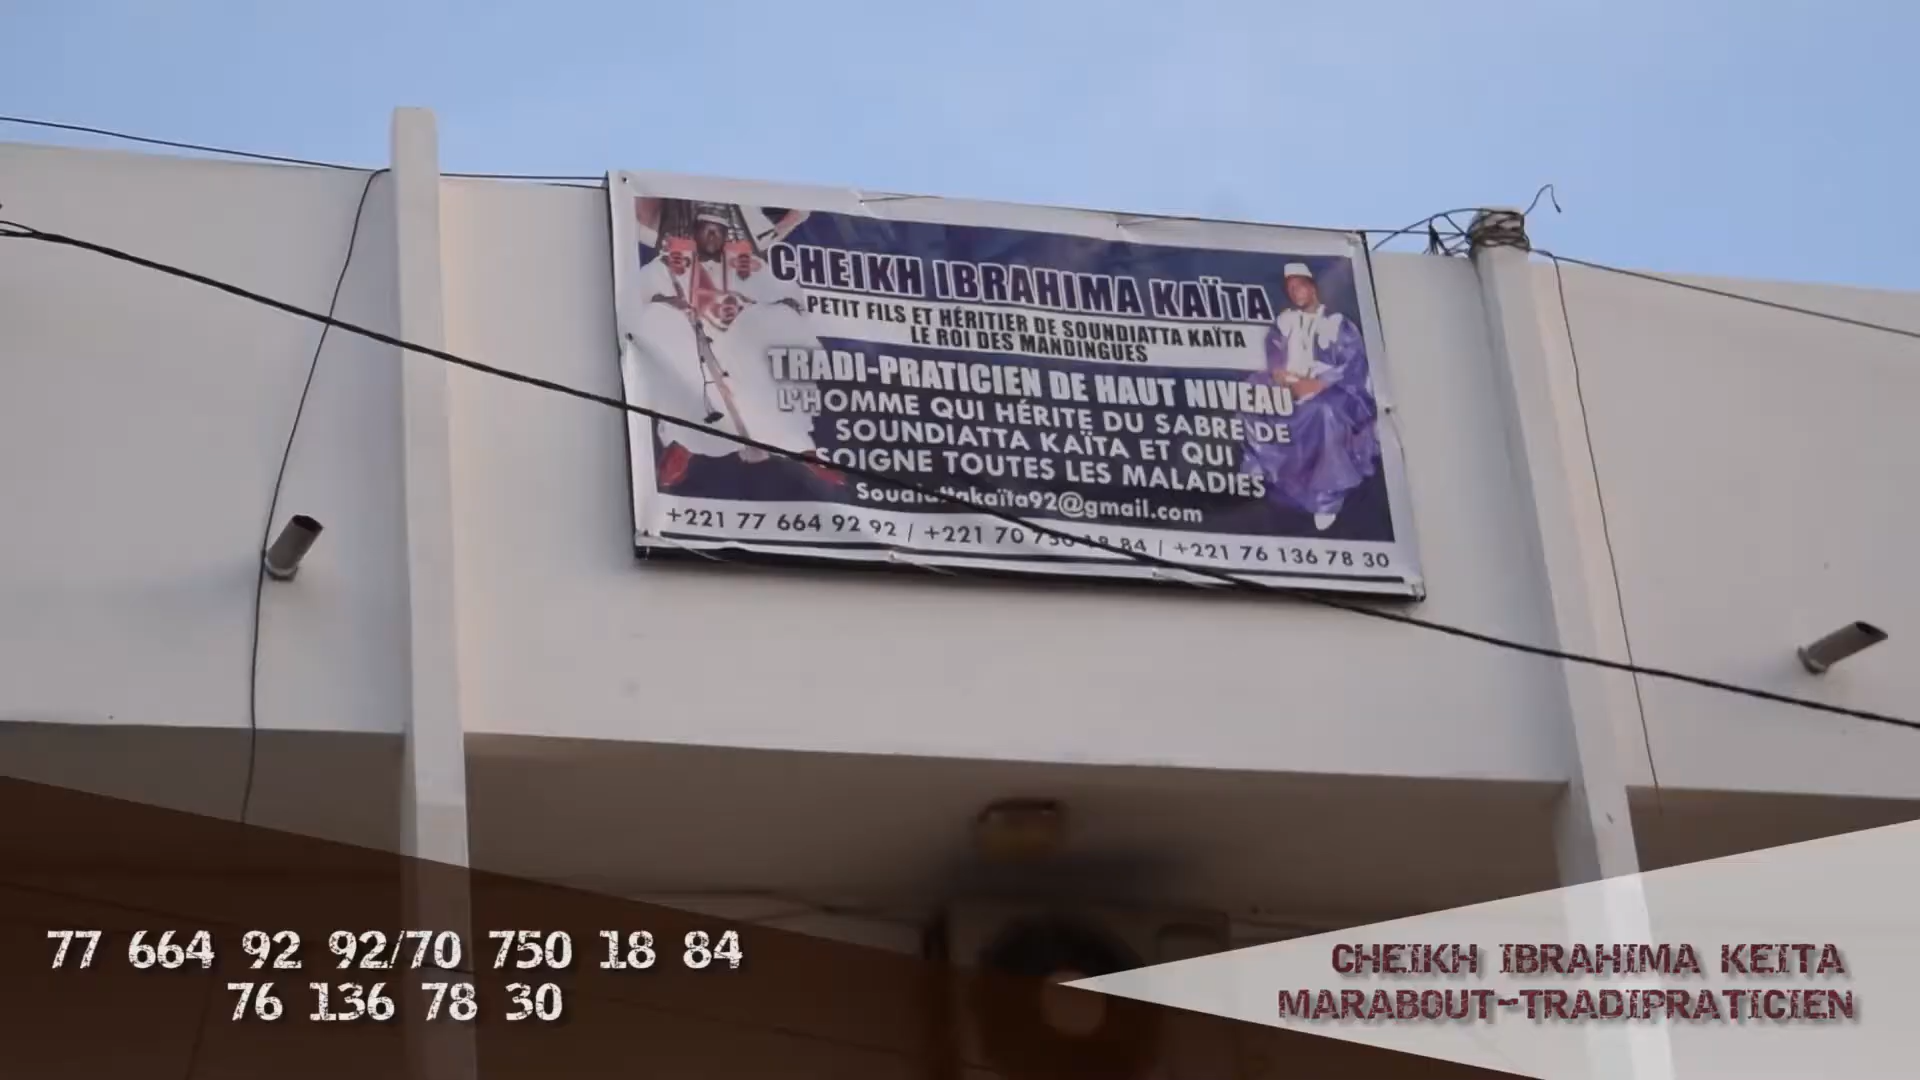 CHEIKH IBRAHIMA KAÏTA
PETIT FILS ET HÉRITIER DE SOUNDIATTA KAÏTA
LE ROI DES MANDINGUES
TRADI-PRATICIEN DE HAUT NIVEAU
L'HOMME QUI HÉRITE DU SABRE DE
SOUNDIATTA KAÏTA ET QUI
SOIGNE TOUTES LES MALADIES
+221 77 664 92 92 / +221 70 750 18 84 / +221 76 136 78 30
77 664 92 92/70 750 18 84
76 136 78 30
CHEIKH IBRAHIMA KEITA
MARABOUT-TRADIPRATICIEN